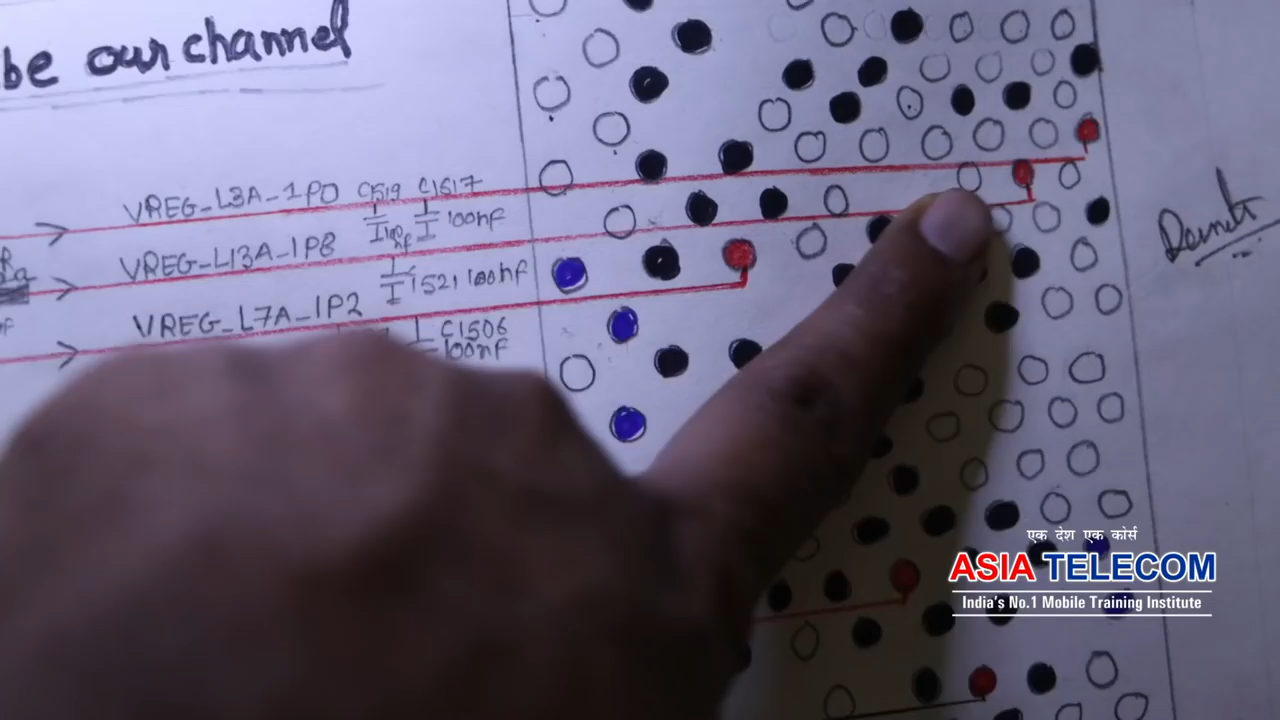 be our channel
VREG_L3A_1P0 C1519 C1517
100nF
VREG_L13A_1P8
1521 100nF
VREG_L7A_1P2
C1506
100nF
एक देश एक कोर्स
ASIA TELECOM
India's No.1 Mobile Training Institute